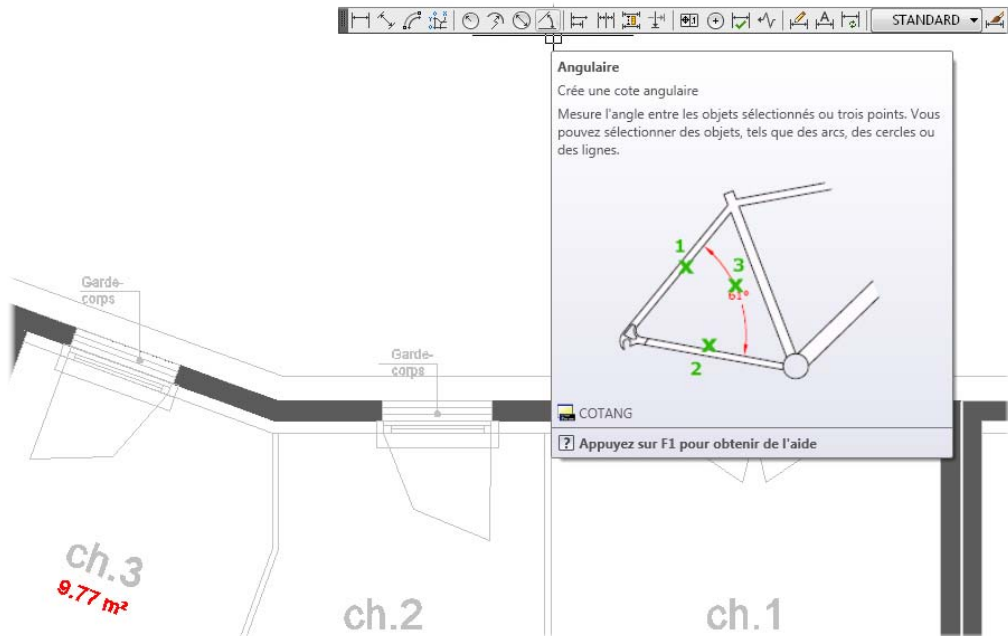 STANDARD
Angulaire
Crée une cote angulaire
Mesure l'angle entre les objets sélectionnés ou trois points. Vous
pouvez sélectionner des objets, tels que des arcs, des cercles ou
des lignes.
1
3
61°
2
COTANG
? Appuyez sur F1 pour obtenir de l'aide
Garde-
corps
Garde-
corps
ch.3
9.77 m²
ch.2
ch.1